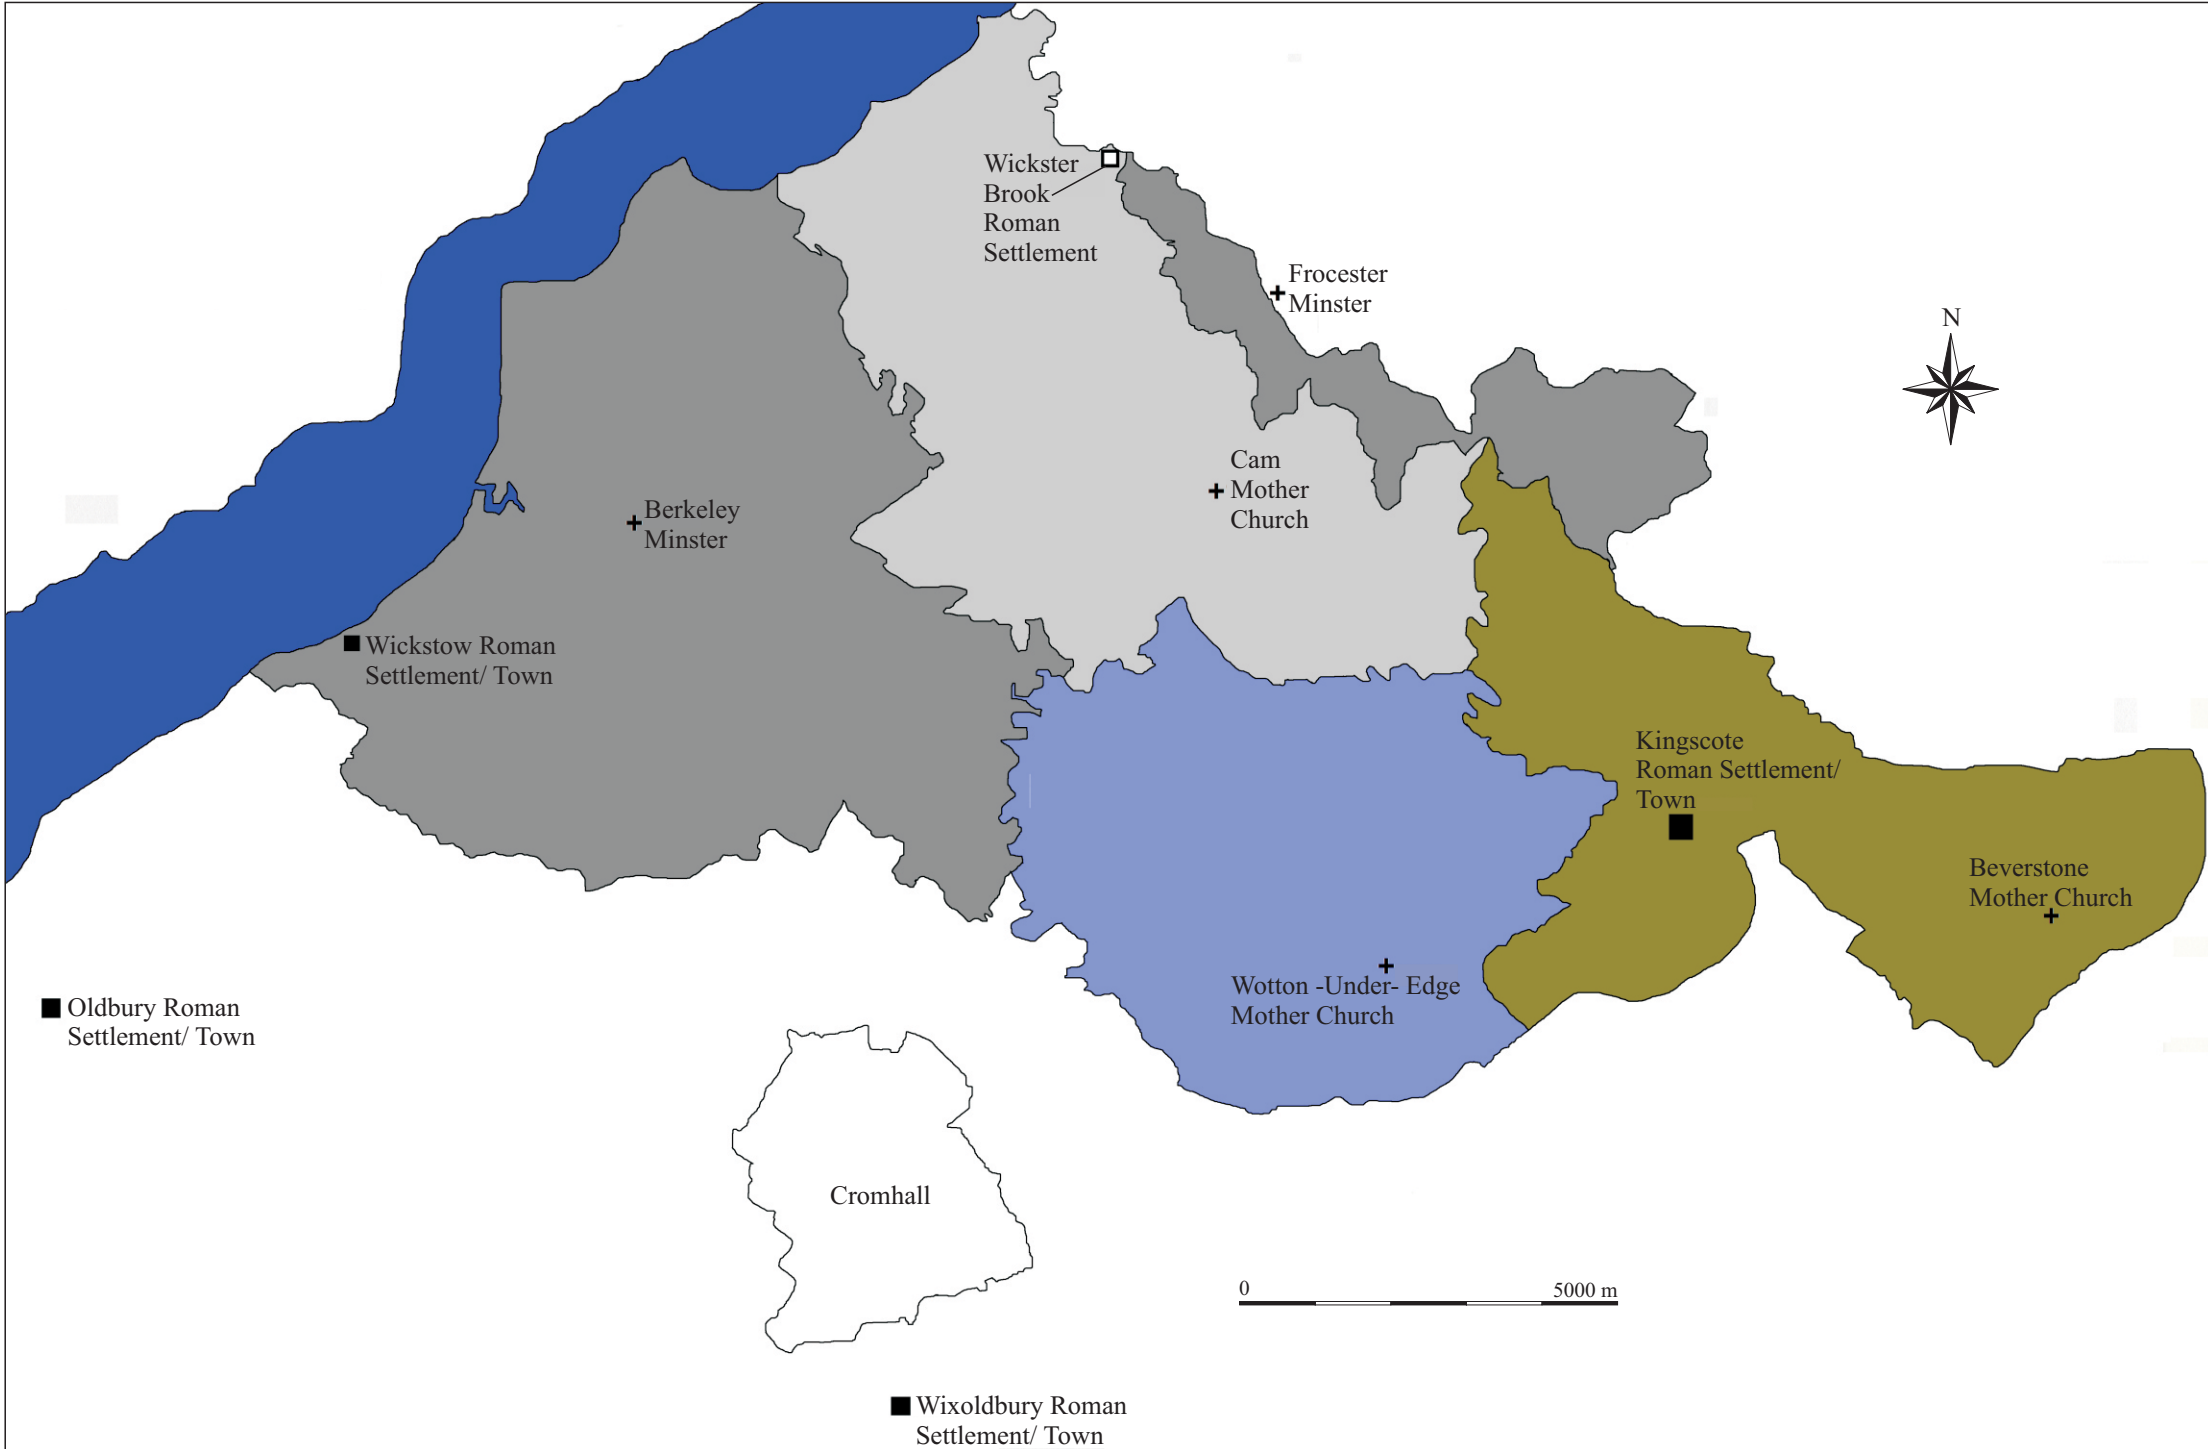 Wickster
Brook
Roman
Settlement
Frocester
Minster
N
Cam
Mother
Church
Berkeley
Minster
Wickstow Roman
Settlement/ Town
Kingscote
Roman Settlement/
Town
Beverstone
Mother Church
Wotton -Under- Edge
Mother Church
Oldbury Roman
Settlement/ Town
Cromhall
0 5000 m
Wixoldbury Roman
Settlement/ Town